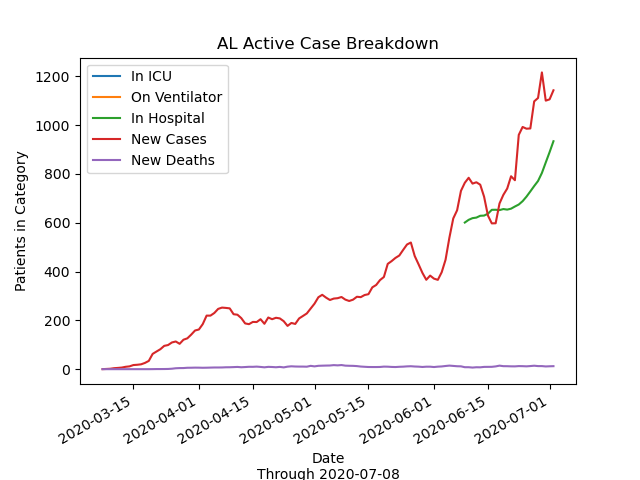 AL Active Case Breakdown
In ICU
On Ventilator
In Hospital
New Cases
New Deaths
Patients in Category
1200
1000
800
600
400
200
0
2020-03-15
2020-04-01
2020-04-15
2020-05-01
2020-05-15
2020-06-01
2020-06-15
2020-07-01
Date
Through 2020-07-08